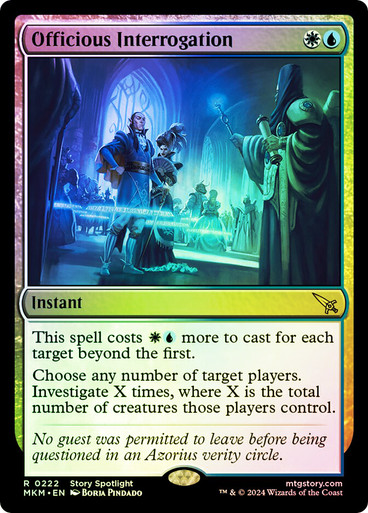 Officious Interrogation
Instant
This spell costs more to cast for each
target beyond the first.
Choose any number of target players.
Investigate X times, where X is the total
number of creatures those players control.
No guest was permitted to leave before being
questioned in an Azorius verity circle.
R 0222 Story Spotlight mtgstory.com
MKM • EN Borja Pindado ™ & © 2024 Wizards of the Coast